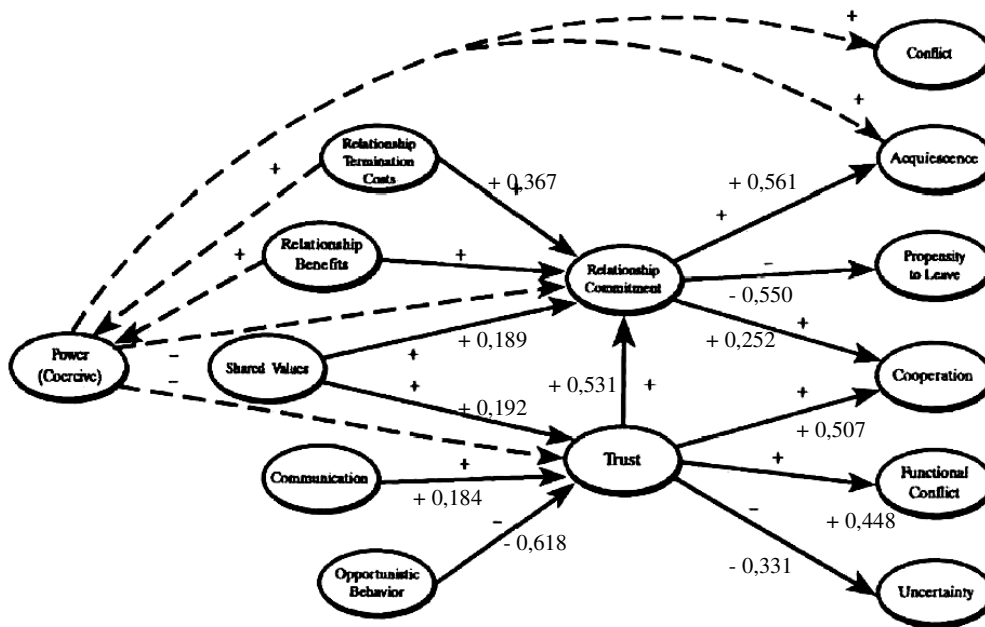 +
Conflict
+
Acquiescence
Relationship
Termination
Costs
+
+ 0,367
+
+ 0,561
+
Relationship
Benefits
+
+
Relationship
Commitment
-
- 0,550
Propensity
to Leave
+ 0,252
+
Power
(Coercive)
-
-
Shared Values
+ 0,189
+
+
+ 0,192
+ 0,531
+
Cooperation
+
+ 0,507
Communication
+
+ 0,184
Trust
+
+ 0,448
Functional
Conflict
Opportunistic
Behavior
-
- 0,618
-
- 0,331
Uncertainty